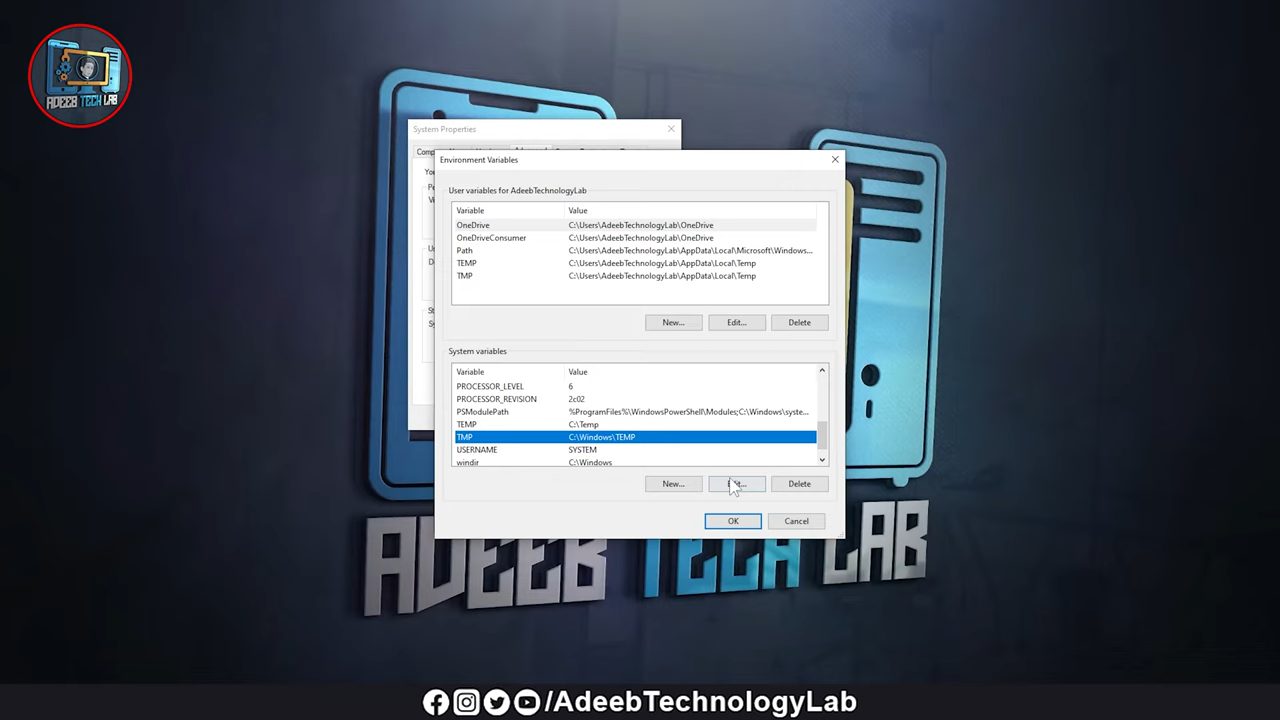 ADEEB TECH LAB
System Properties
Environment Variables
User variables for AdeebTechnologyLab
Variable Value
OneDrive C:\Users\AdeebTechnologyLab\OneDrive
OneDriveConsumer C:\Users\AdeebTechnologyLab\OneDrive
Path C:\Users\AdeebTechnologyLab\AppData\Local\Microsoft\Windows...
TEMP C:\Users\AdeebTechnologyLab\AppData\Local\Temp
TMP C:\Users\AdeebTechnologyLab\AppData\Local\Temp
New... Edit... Delete
System variables
Variable Value
PROCESSOR_LEVEL 6
PROCESSOR_REVISION 2c02
PSModulePath %ProgramFiles%\WindowsPowerShell\Modules;C:\Windows\syste...
TEMP C:\Temp
TMP C:\Windows\TEMP
USERNAME SYSTEM
windir C:\Windows
New... Edit... Delete
OK Cancel
ADEEB TECH LAB
/AdeebTechnologyLab